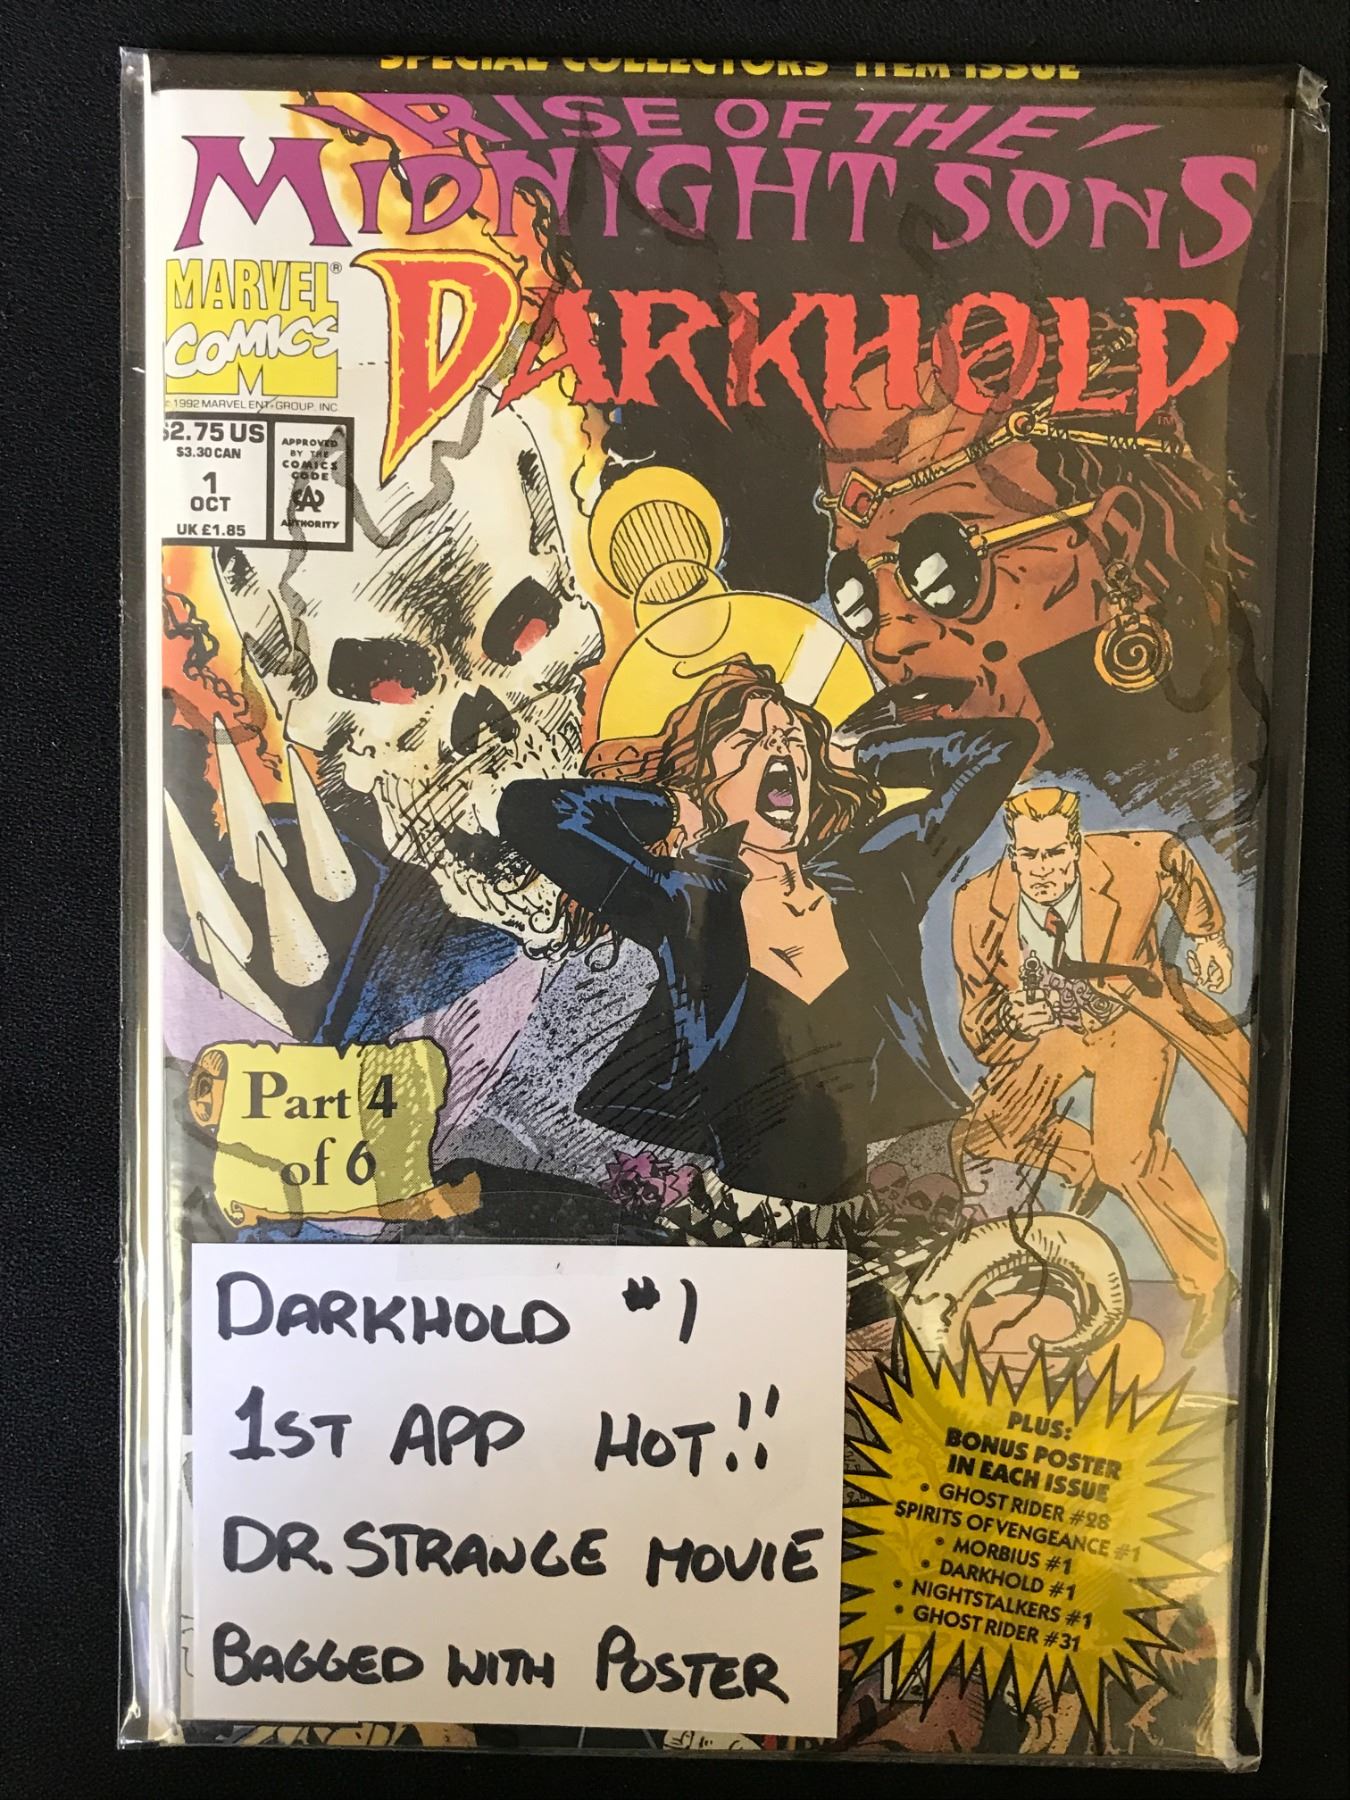 SPECIAL COLLECTORS' ITEM ISSUE
RISE OF THE
MIDNIGHT SONS
TM
MARVEL®
COMICS
DARKHOLD
TM
© 1992 MARVEL ENT. GROUP, INC
$2.75 US
$3.30 CAN
1
OCT
UK £1.85
APPROVED
BY THE
COMICS
CODE
CA
AUTHORITY
Part 4
of 6
DARKHOLD #1
1ST APP HOT!!
DR. STRANGE MOVIE
BAGGED WITH POSTER
PLUS:
BONUS POSTER
IN EACH ISSUE
• GHOST RIDER #28
SPIRITS OF VENGEANCE #1
• MORBIUS #1
• DARKHOLD #1
• NIGHTSTALKERS #1
• GHOST RIDER #31